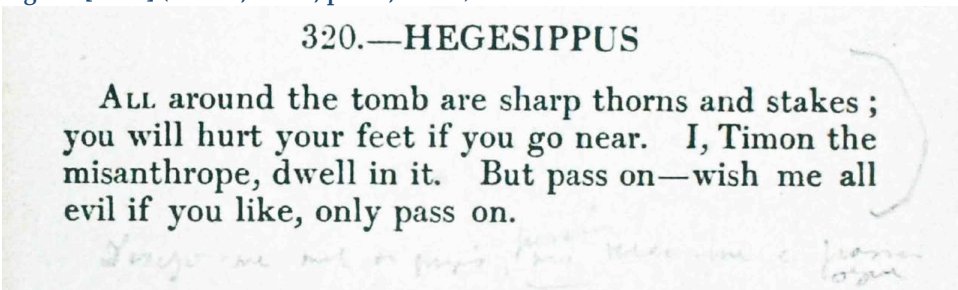 320.—HEGESIPPUS
ALL around the tomb are sharp thorns and stakes ;
you will hurt your feet if you go near. I, Timon the
misanthrope, dwell in it. But pass on—wish me all
evil if you like, only pass on.